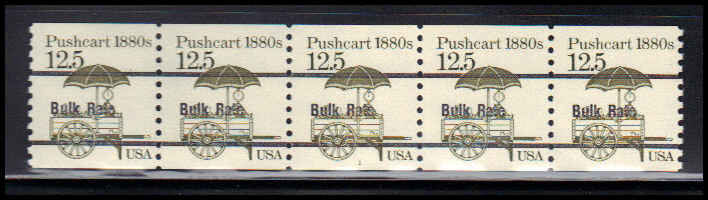 Pushcart 1880s Pushcart 1880s Pushcart 1880s Pushcart 1880s Pushcart 1880s
12.5 12.5 12.5 12.5 12.5
Bulk Rate Bulk Rate Bulk Rate Bulk Rate Bulk Rate
USA USA USA USA USA
1